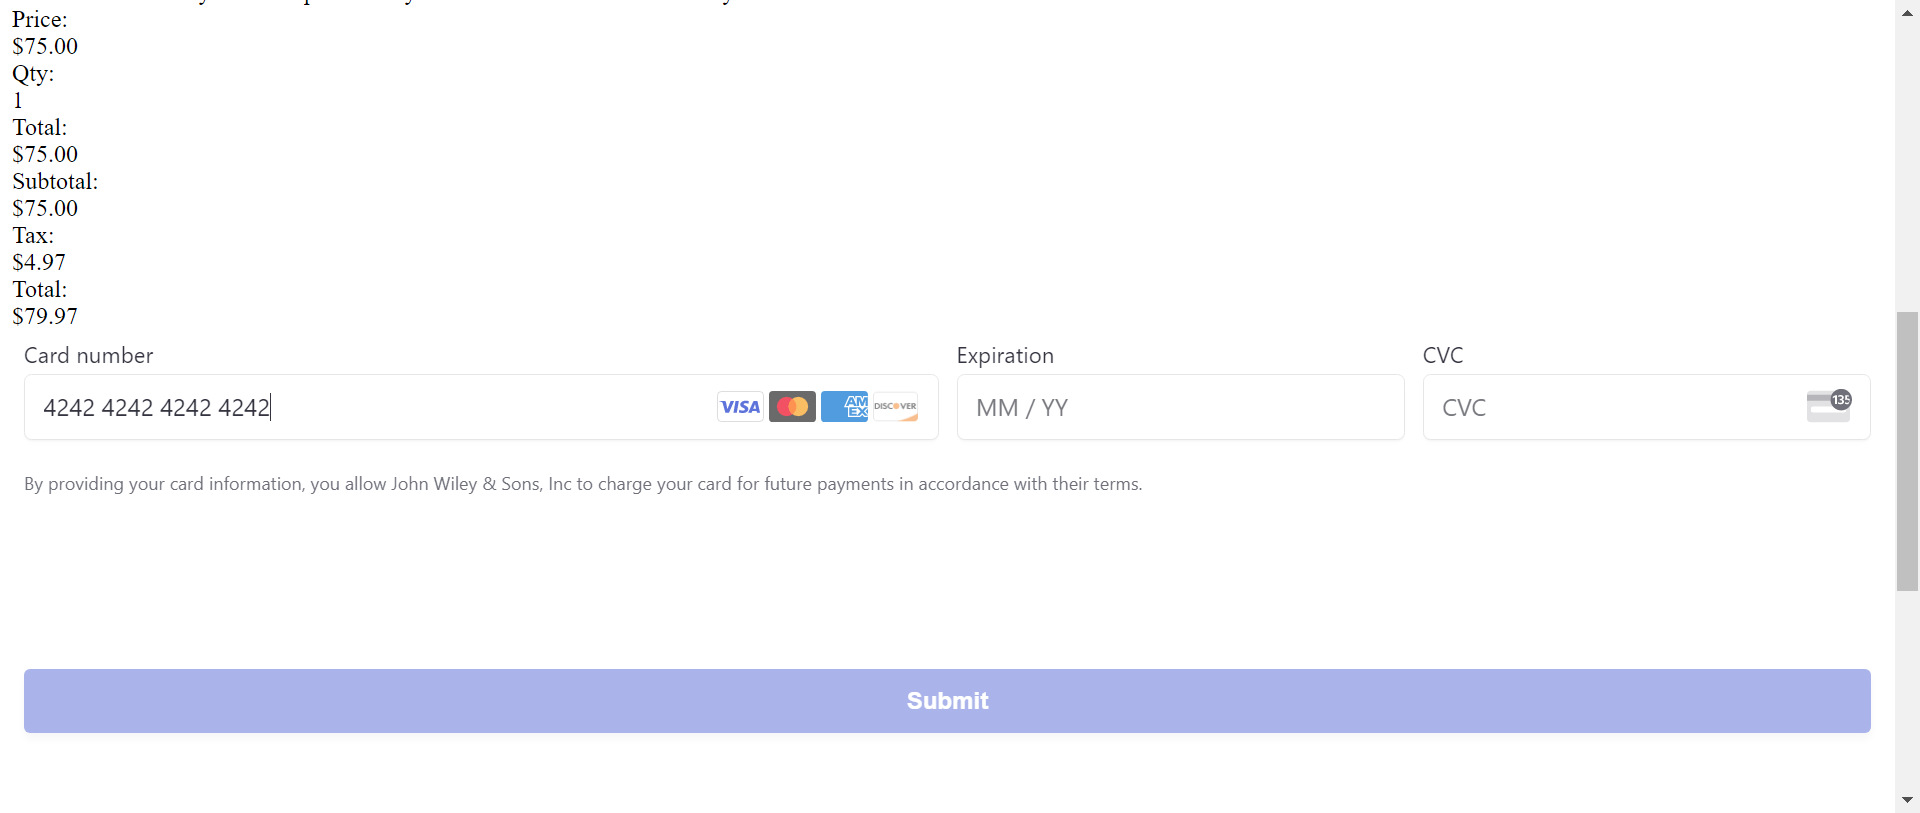 Price:
$75.00
Qty:
1
Total:
$75.00
Subtotal:
$75.00
Tax:
$4.97
Total:
$79.97
Card number Expiration CVC
4242 4242 4242 4242 VISA AM EX DISCOVER MM / YY CVC 135
By providing your card information, you allow John Wiley & Sons, Inc to charge your card for future payments in accordance with their terms.
Submit